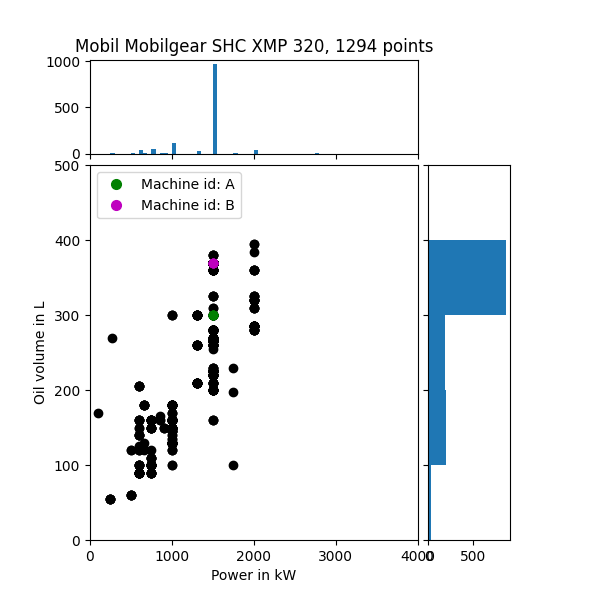 Mobil Mobilgear SHC XMP 320, 1294 points
1000
500
0
500
Machine id: A
Machine id: B
400
300
200
100
0
Oil volume in L
0 1000 2000 3000 4000
0 500
Power in kW